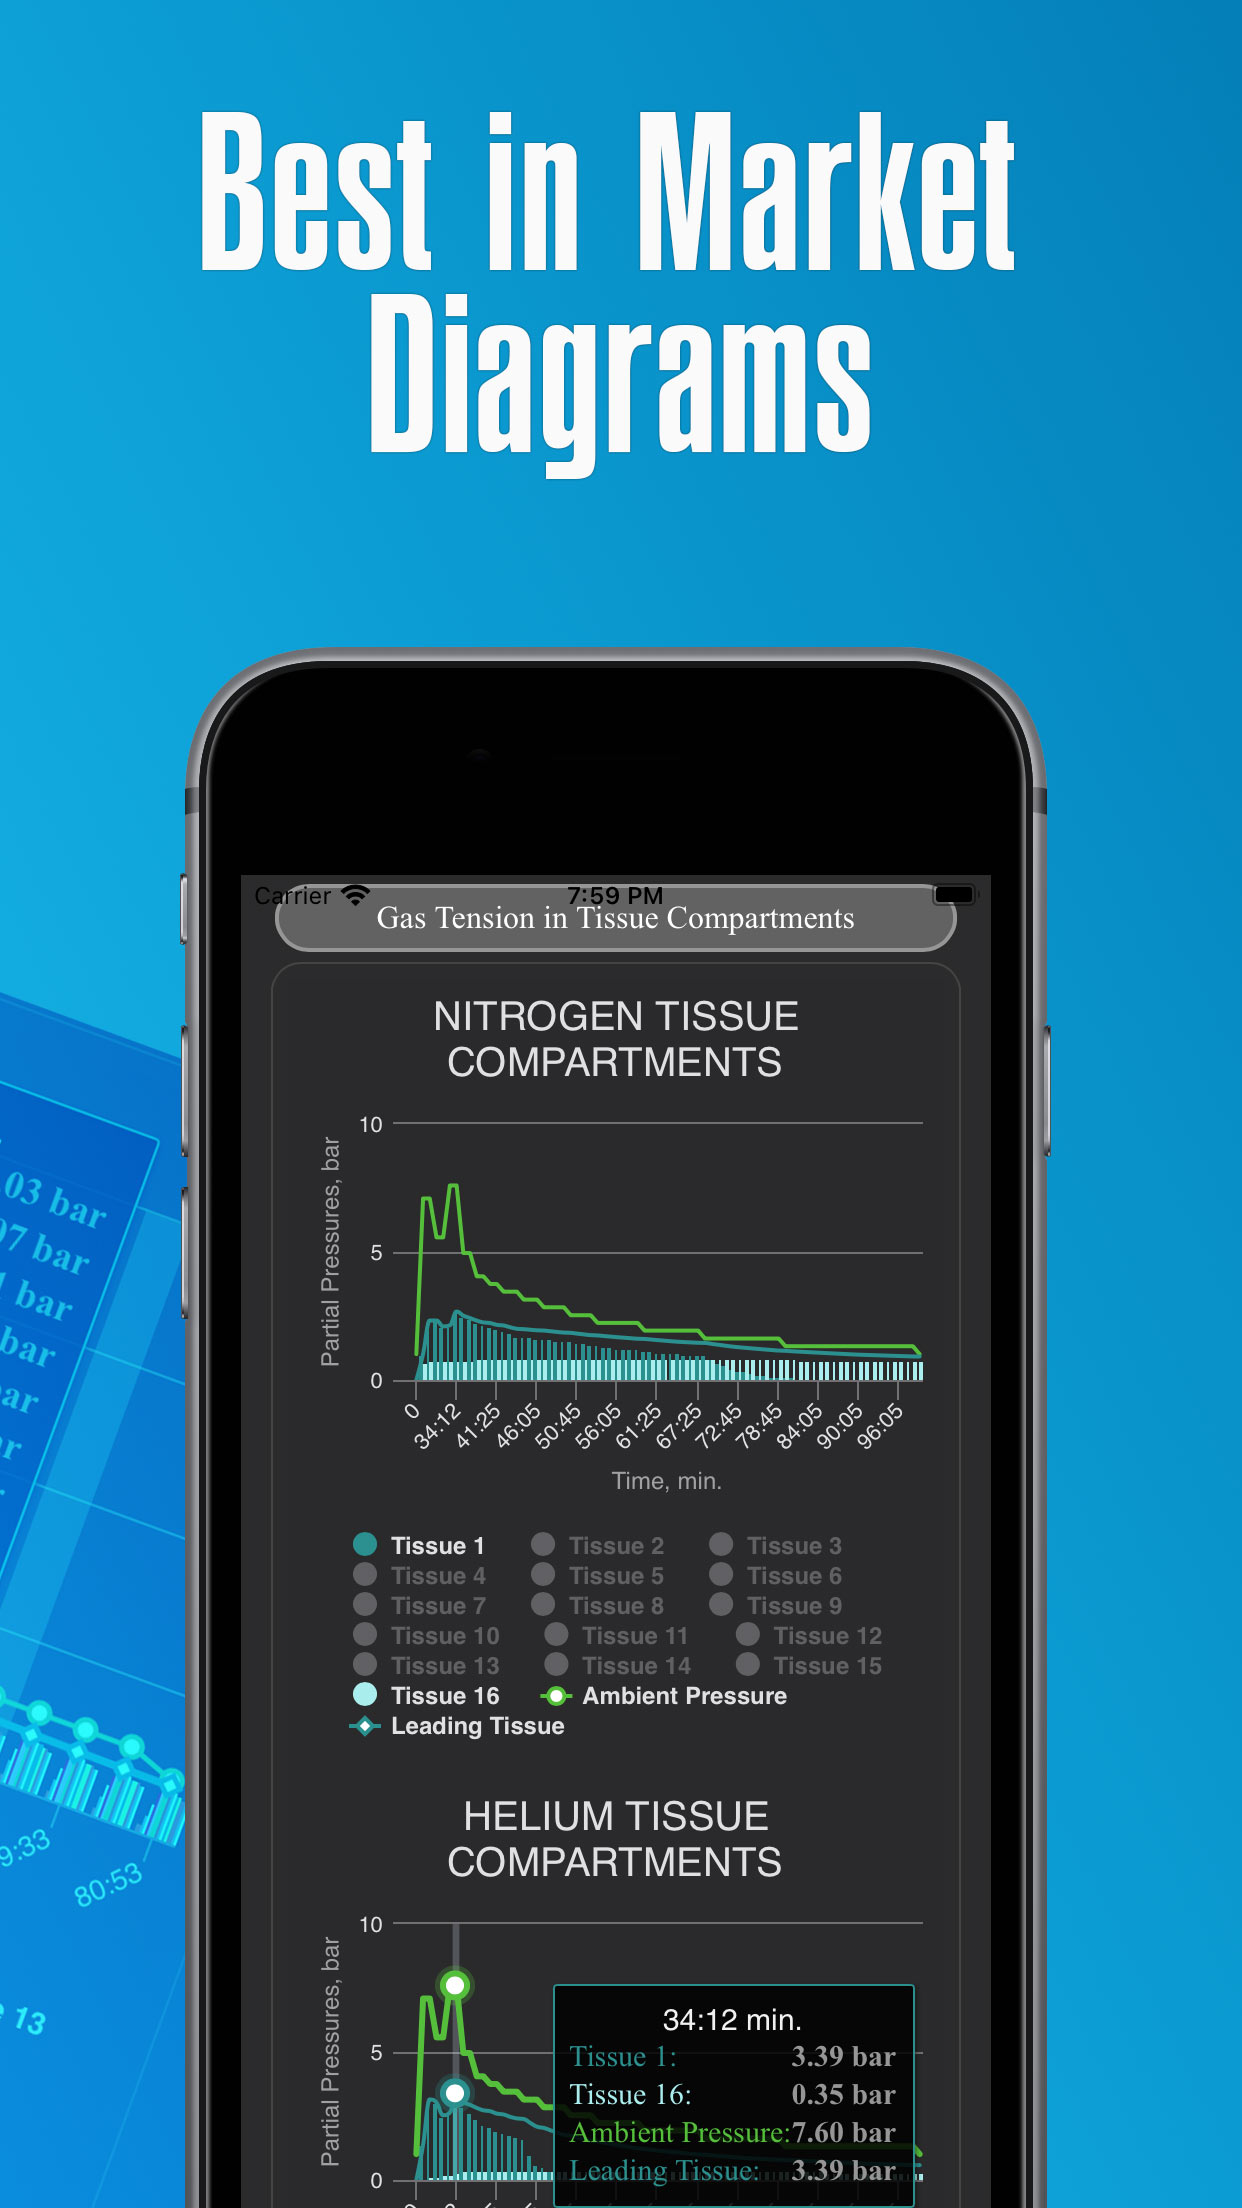 Best in Market
Diagrams
Carrier
7:59 PM
Gas Tension in Tissue Compartments
NITROGEN TISSUE
COMPARTMENTS
Partial Pressures, bar
10
5
0
0
34:12
41:25
46:05
50:45
56:05
61:25
67:25
72:45
78:45
84:05
90:05
96:05
Time, min.
Tissue 1
Tissue 2
Tissue 3
Tissue 4
Tissue 5
Tissue 6
Tissue 7
Tissue 8
Tissue 9
Tissue 10
Tissue 11
Tissue 12
Tissue 13
Tissue 14
Tissue 15
Tissue 16
Ambient Pressure
Leading Tissue
HELIUM TISSUE
COMPARTMENTS
Partial Pressures, bar
10
5
0
34:12 min.
Tissue 1: 3.39 bar
Tissue 16: 0.35 bar
Ambient Pressure: 7.60 bar
Leading Tissue: 3.39 bar
03 bar
bar
bar
bar
80:53
13